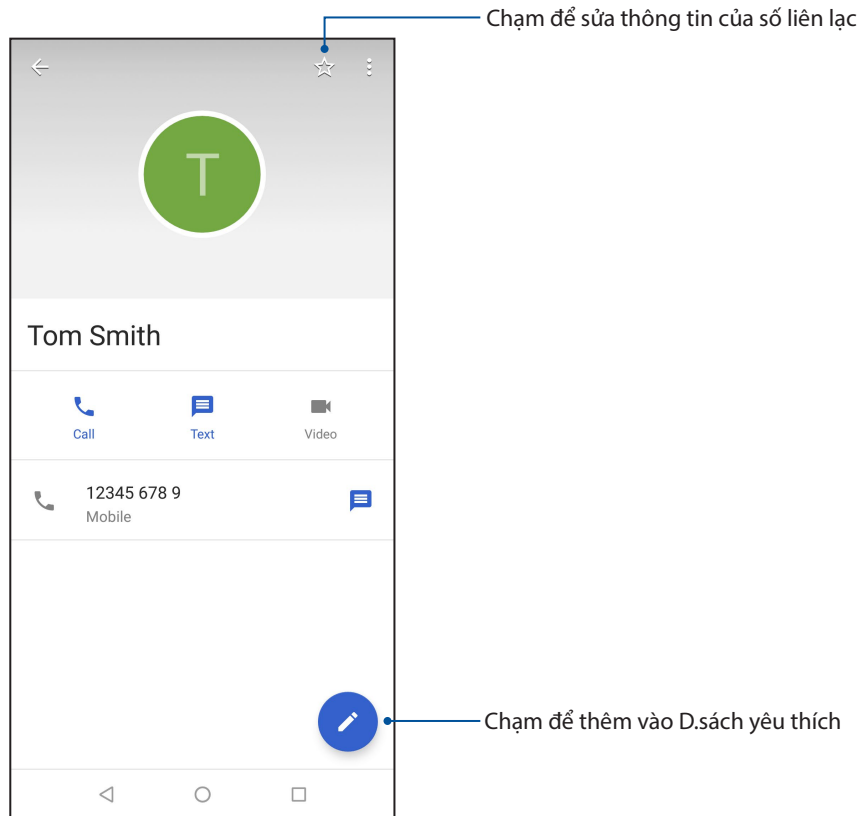 Chạm để sửa thông tin của số liên lạc
T
Tom Smith
Call Text Video
12345 678 9
Mobile
Chạm để thêm vào D.sách yêu thích